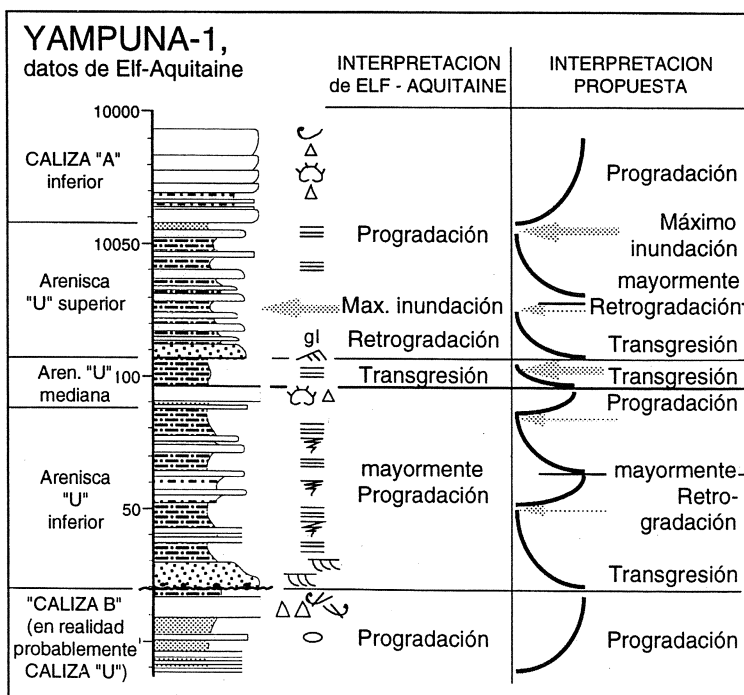 YAMPUNA-1,
datos de Elf-Aquitaine
INTERPRETACION
de ELF - AQUITAINE
INTERPRETACION
PROPUESTA
10000
CALIZA "A"
inferior
Progradación
10050
Progradación
Máximo
inundación
Arenisca
"U" superior
mayormente
Max. inundación
Retrogradación
gl
Retrogradación
Transgresión
Aren. "U"
mediana
100
Transgresión
Transgresión
Progradación
Arenisca
"U"
inferior
50
mayormente
Progradación
mayormente
Retro-
gradación
Transgresión
"CALIZA B"
(en realidad
probablemente
CALIZA "U")
Progradación
Progradación